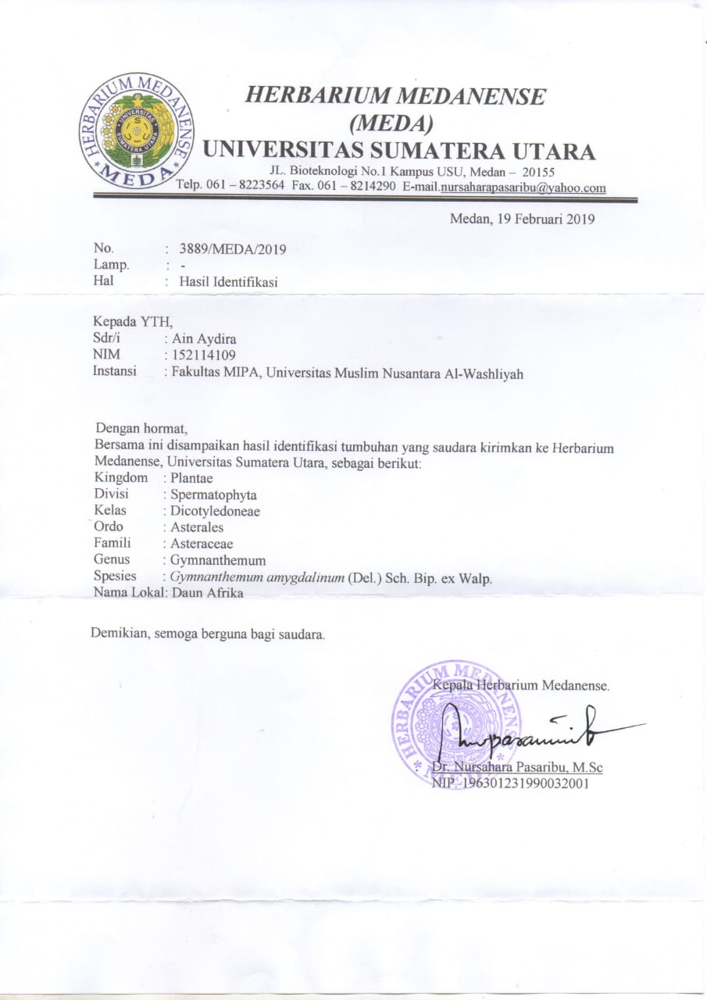 HERBARIUM MEDANENSE
MEDA
UNIVERSITAS
SUMATERA UTARA
HERBARIUM MEDANENSE
(MEDA)
UNIVERSITAS SUMATERA UTARA
JL. Bioteknologi No.1 Kampus USU, Medan – 20155
Telp. 061 – 8223564 Fax. 061 – 8214290 E-mail.nursaharapasaribu@yahoo.com
Medan, 19 Februari 2019
No. : 3889/MEDA/2019
Lamp. : -
Hal : Hasil Identifikasi
Kepada YTH,
Sdr/i : Ain Aydira
NIM : 152114109
Instansi : Fakultas MIPA, Universitas Muslim Nusantara Al-Washliyah
Dengan hormat,
Bersama ini disampaikan hasil identifikasi tumbuhan yang saudara kirimkan ke Herbarium
Medanense, Universitas Sumatera Utara, sebagai berikut:
Kingdom : Plantae
Divisi : Spermatophyta
Kelas : Dicotyledoneae
Ordo : Asterales
Famili : Asteraceae
Genus : Gymnanthemum
Spesies : Gymnanthemum amygdalinum (Del.) Sch. Bip. ex Walp.
Nama Lokal: Daun Afrika
Demikian, semoga berguna bagi saudara.
HERBARIUM MEDANENSE
MEDA
Kepala Herbarium Medanense.
Dr. Nursahara Pasaribu, M.Sc
NIP. 196301231990032001